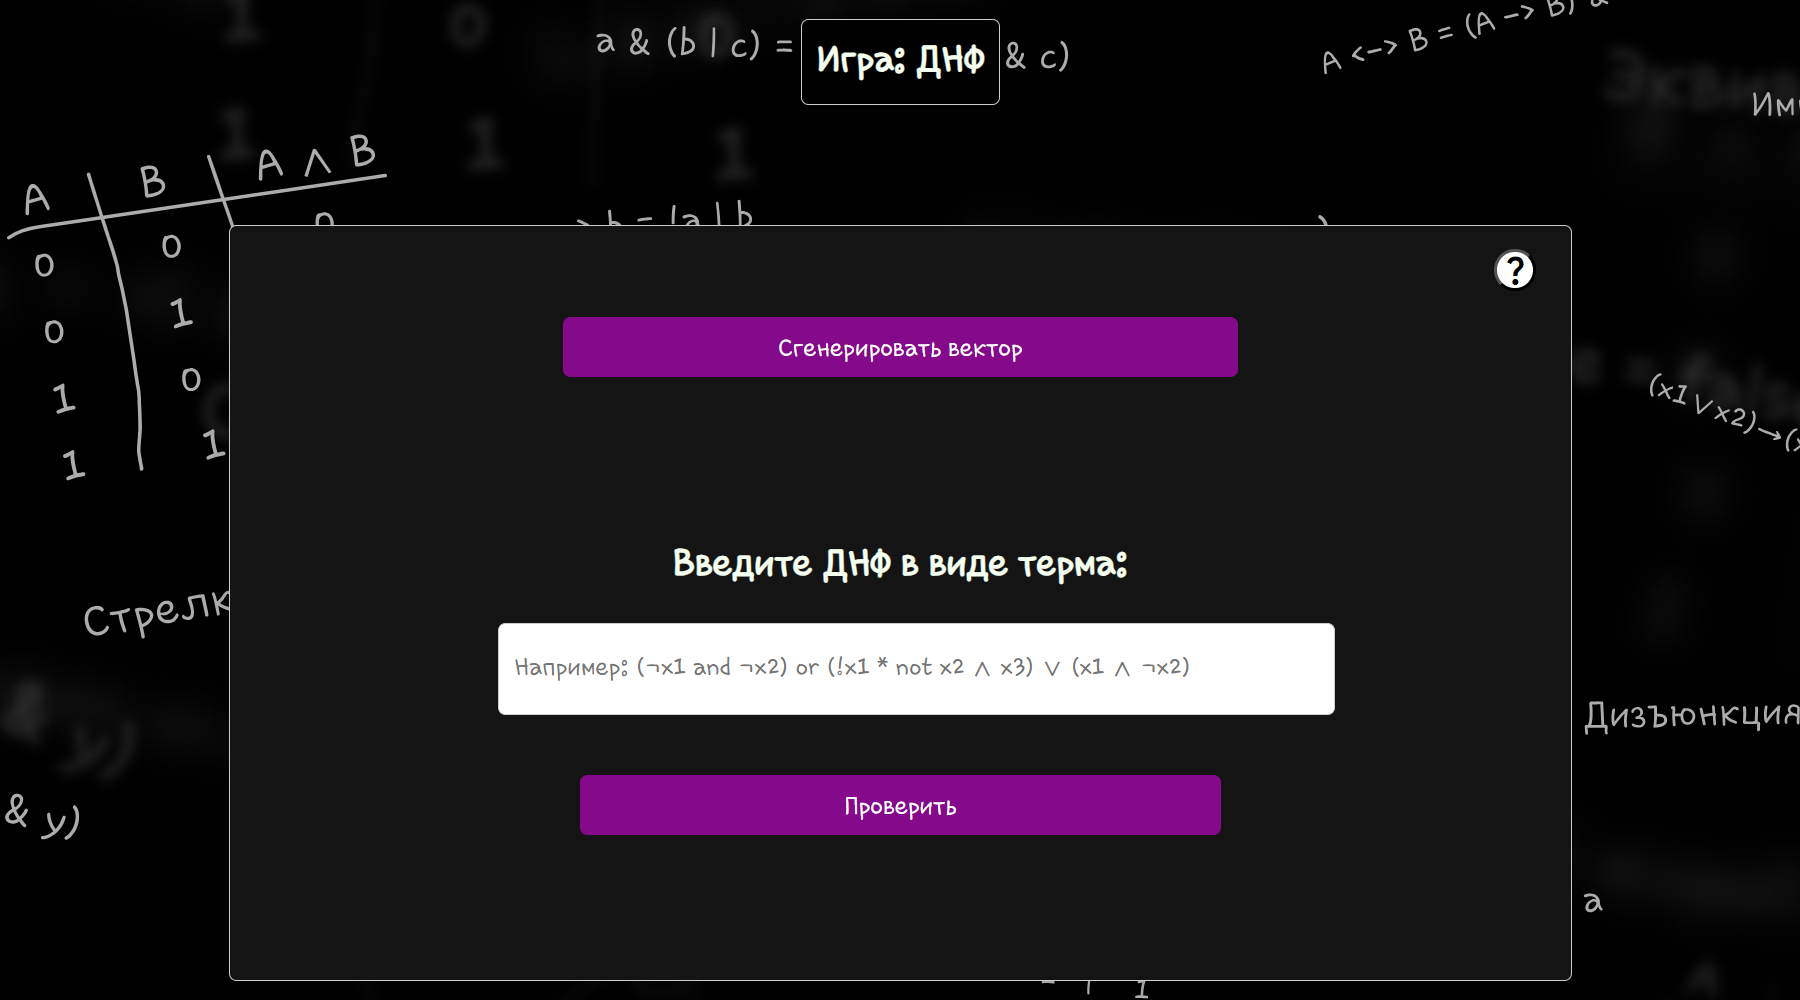 a & (b | c) =
Игра: ДНФ
& c)
A <-> B = (A -> B)
A B A ∧ B
0 0 0
0 1
1 0
1 1
b = !a | b
?
Сгенерировать вектор
(x1 ∨ x2) → (x
Введите ДНФ в виде терма:
Стрелк
Например: (¬x1 and ¬x2) or (!x1 * not x2 ∧ x3) ∨ (x1 ∧ ¬x2)
Дизъюнкция
Проверить
& y)
& y)
a